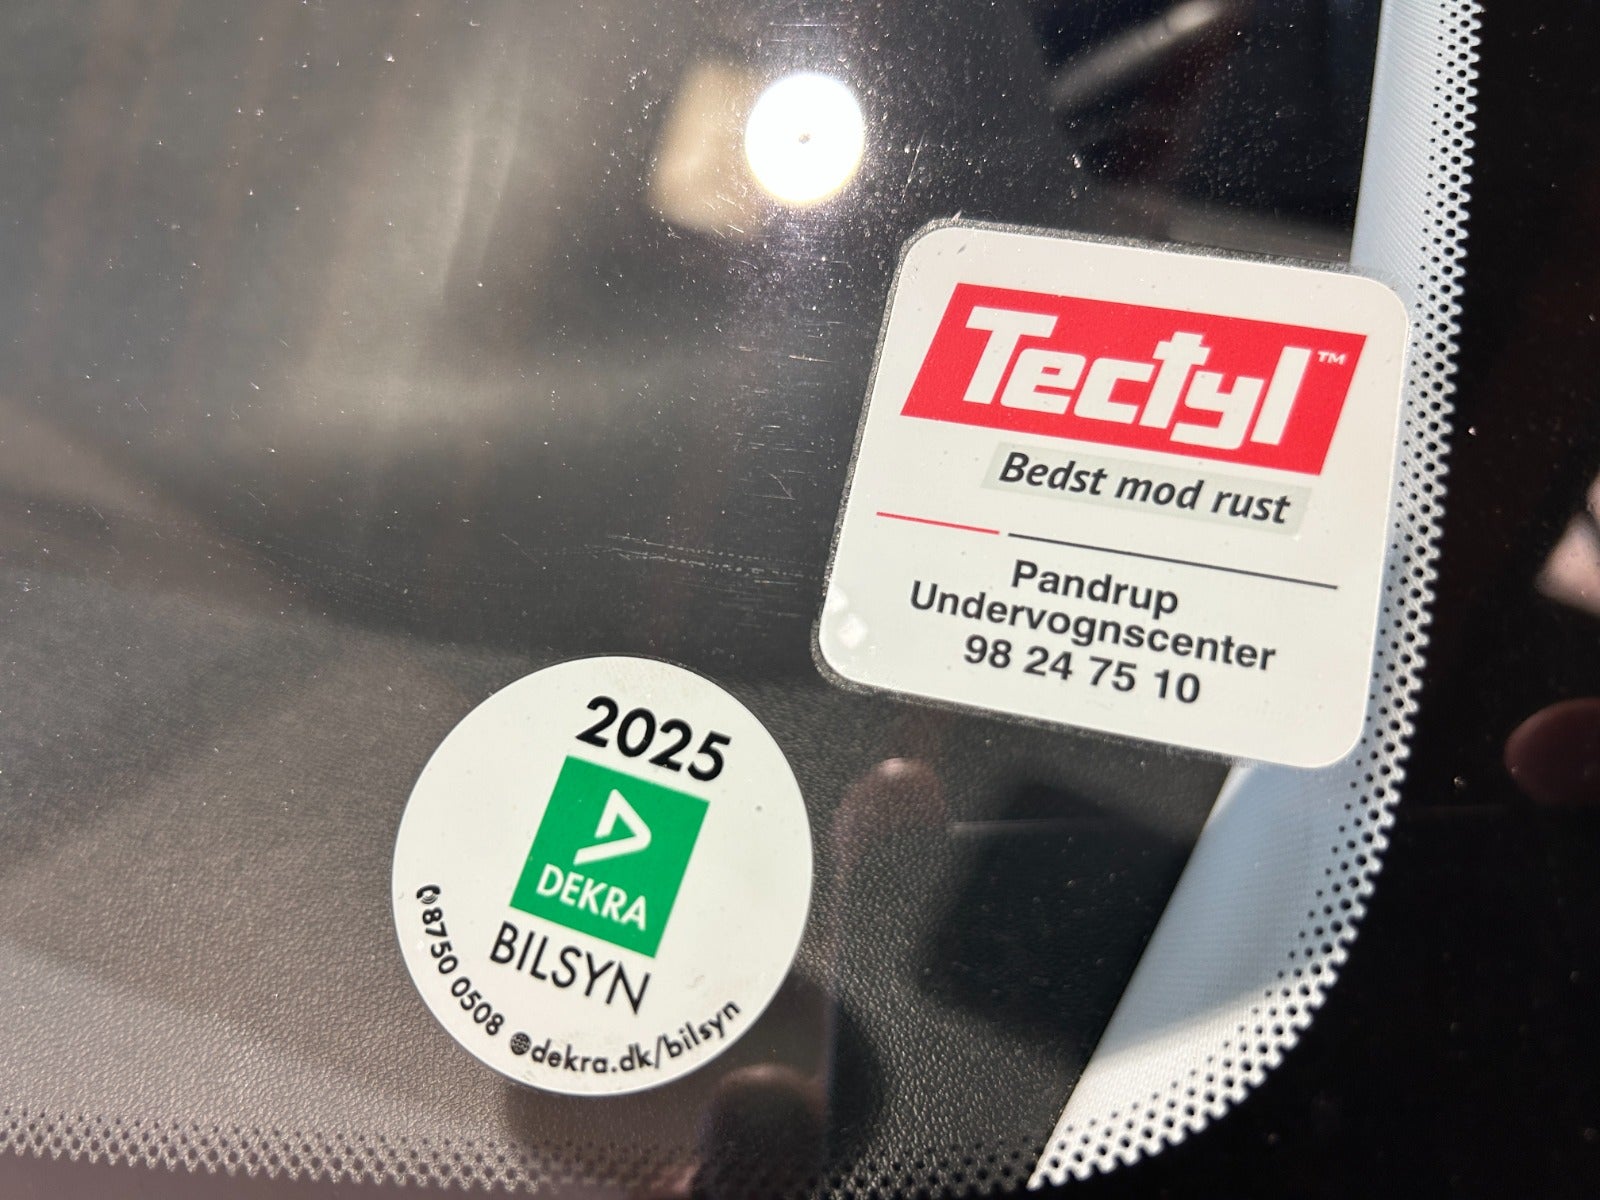 Tectyl™
Bedst mod rust
Pandrup
Undervognscenter
98 24 75 10
2025
DEKRA
BILSYN
8750 0508
dekra.dk/bilsyn